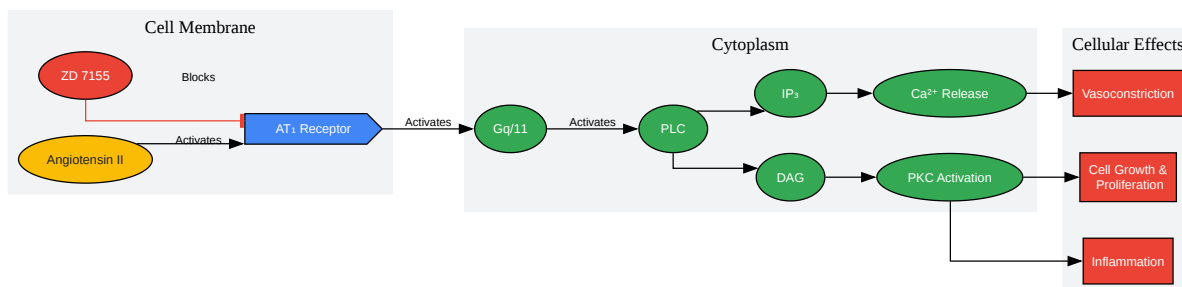 Cell Membrane
ZD 7155
Blocks
Angiotensin II
Activates
AT₁ Receptor
Activates
Cytoplasm
Gq/11
Activates
PLC
IP₃
Ca²⁺ Release
DAG
PKC Activation
Cellular Effects
Vasoconstriction
Cell Growth &
Proliferation
Inflammation